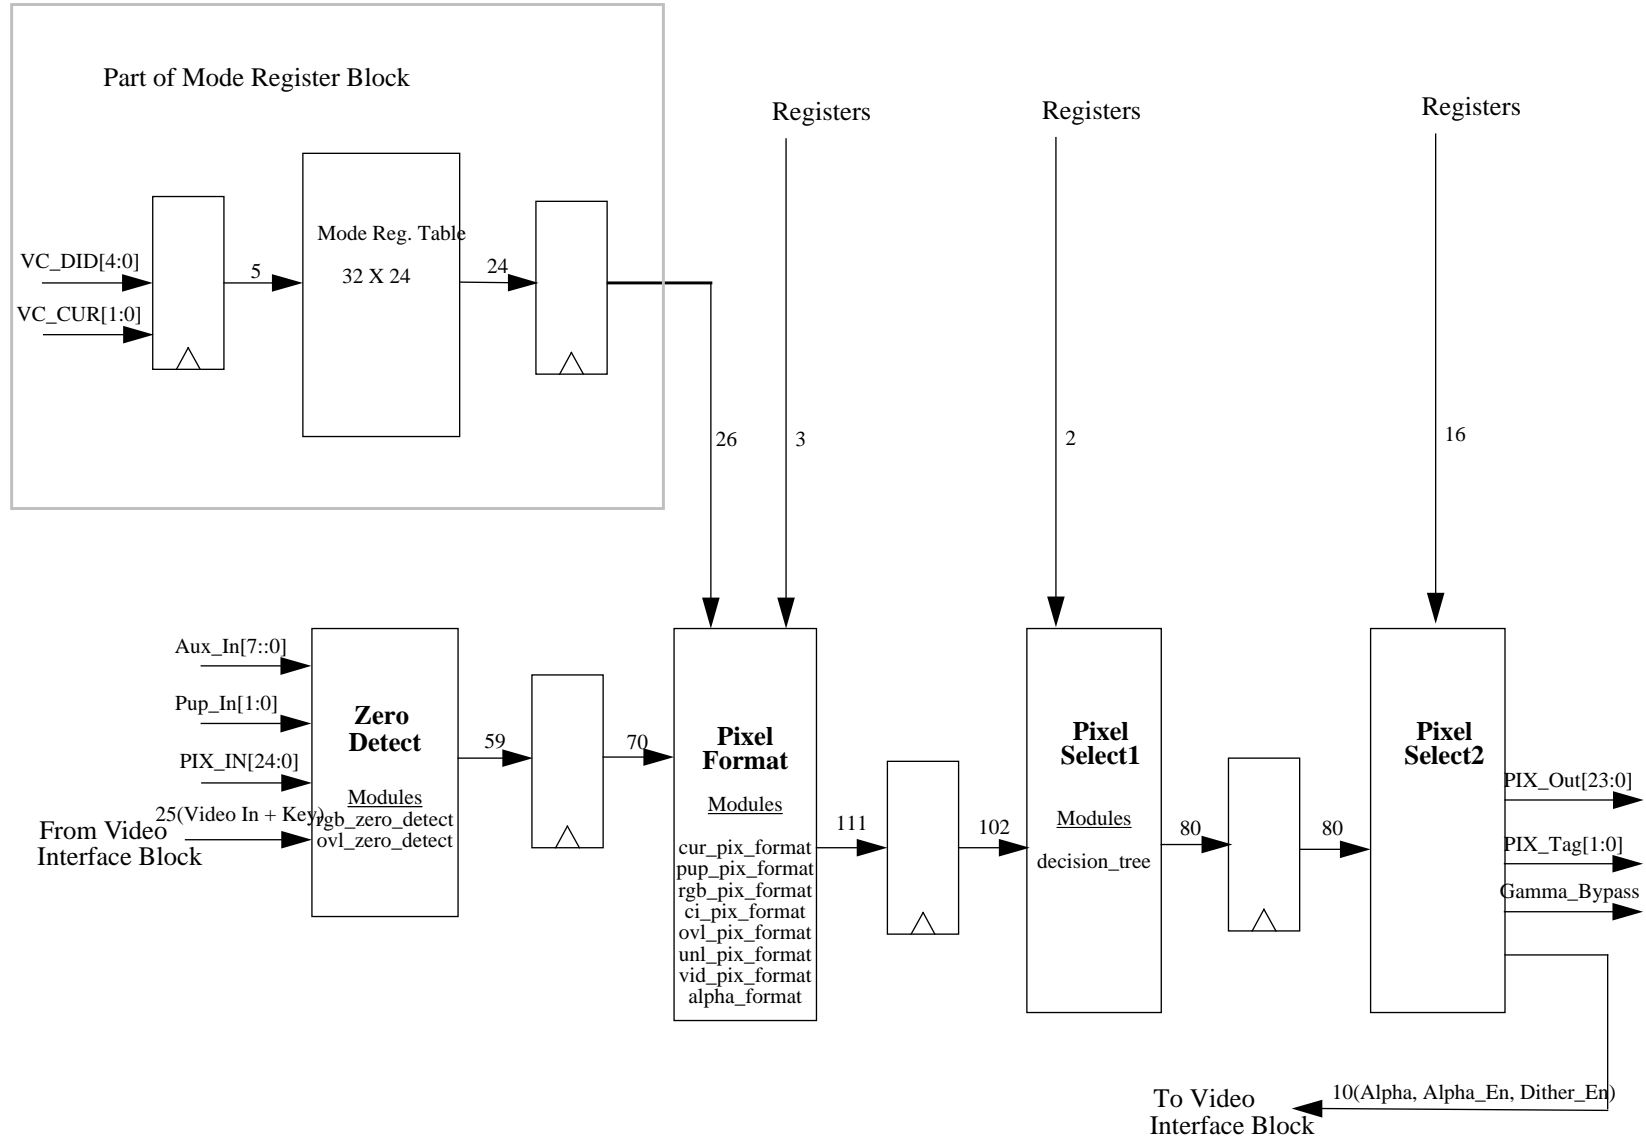 Part of Mode Register Block
Registers
Registers
Registers
Mode Reg. Table
32 X 24
VC_DID[4:0]
VC_CUR[1:0]
5
24
26
3
2
16
Aux_In[7::0]
Pup_In[1:0]
PIX_IN[24:0]
25(Video In + Key)
From Video
Interface Block
Zero
Detect
Modules
rgb_zero_detect
ovl_zero_detect
59
70
Pixel
Format
Modules
cur_pix_format
pup_pix_format
rgb_pix_format
ci_pix_format
ovl_pix_format
unl_pix_format
vid_pix_format
alpha_format
111
102
Pixel
Select1
Modules
decision_tree
80
80
Pixel
Select2
PIX_Out[23:0]
PIX_Tag[1:0]
Gamma_Bypass
10(Alpha, Alpha_En, Dither_En)
To Video
Interface Block